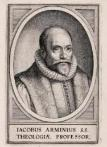 IACOBUS ARMINIUS SS.
THEOLOGIÆ PROFESSOR.